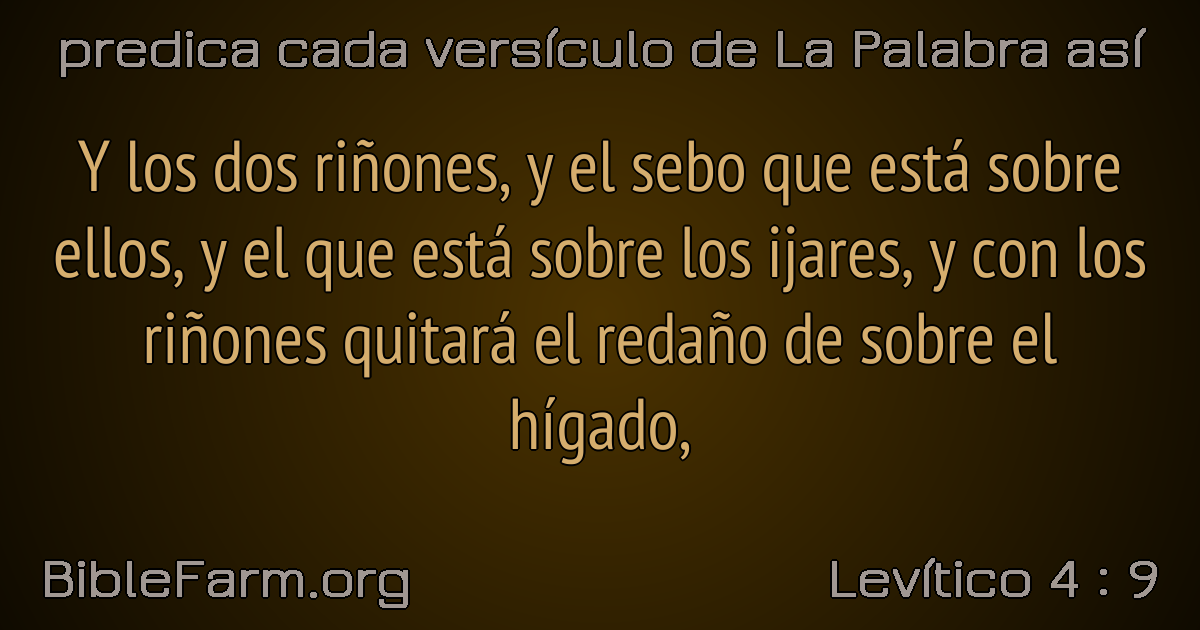 predica cada versículo de La Palabra así
Y los dos riñones, y el sebo que está sobre
ellos, y el que está sobre los ijares, y con los
riñones quitará el redaño de sobre el
hígado,
BibleFarm.org
Levítico 4 : 9